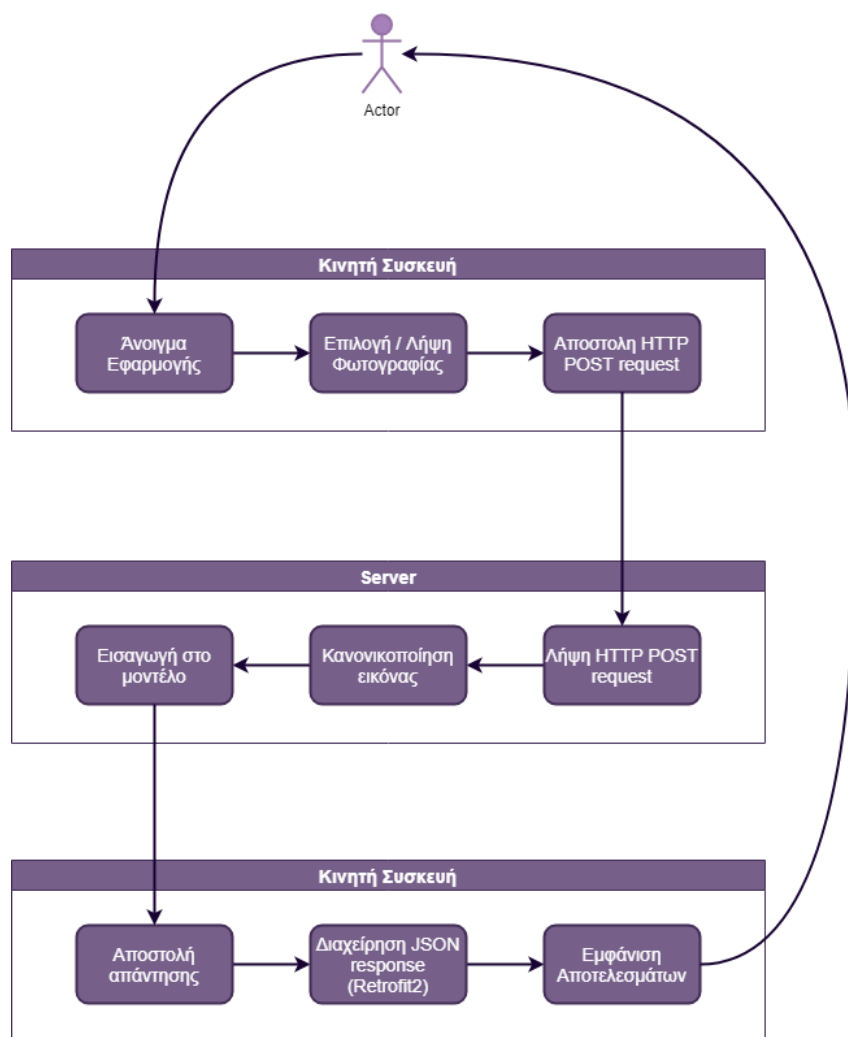 Actor
Κινητή Συσκευή
Άνοιγμα
Εφαρμογής
Επιλογή / Λήψη
Φωτογραφίας
Αποστολη HTTP
POST request
Server
Εισαγωγή στο
μοντέλο
Κανονικοποίηση
εικόνας
Λήψη HTTP POST
request
Κινητή Συσκευή
Αποστολή
απάντησης
Διαχείρηση JSON
response
(Retrofit2)
Εμφάνιση
Αποτελεσμάτων